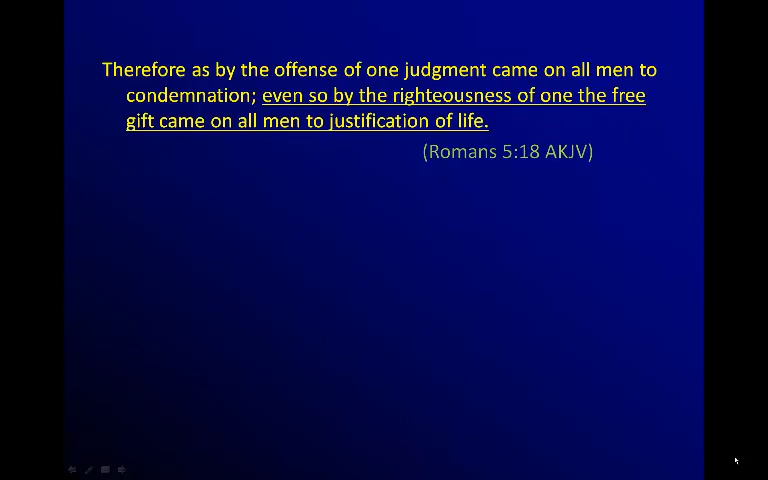 Therefore as by the offense of one judgment came on all men to
condemnation; even so by the righteousness of one the free
gift came on all men to justification of life.
(Romans 5:18 AKJV)